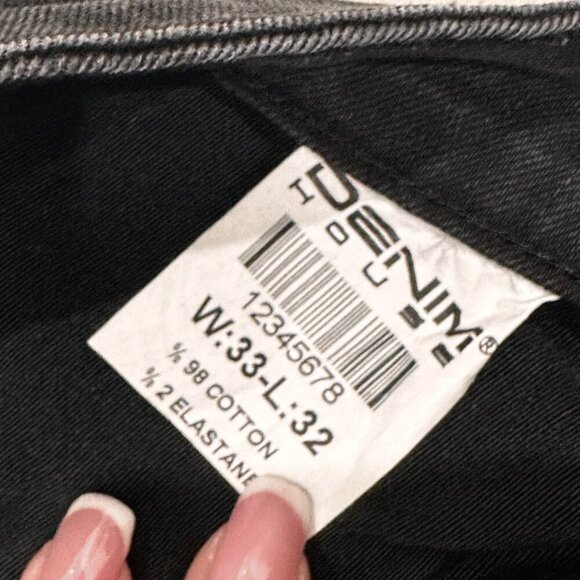 DENIM®
HOUSE
12345678
W:33-L:32
% 98 COTTON
% 2 ELASTANE